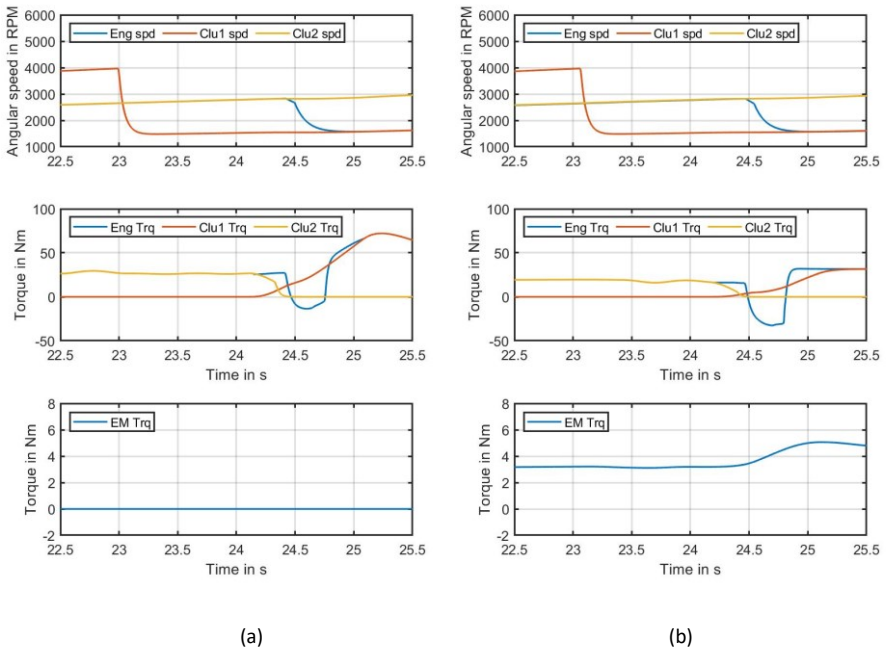 Angular speed in RPM
6000
5000
4000
3000
2000
1000
Eng spd Clu1 spd Clu2 spd
22.5 23 23.5 24 24.5 25 25.5
Torque in Nm
100
50
0
-50
Eng Trq Clu1 Trq Clu2 Trq
22.5 23 23.5 24 24.5 25 25.5
Time in s
Torque in Nm
8
6
4
2
0
-2
EM Trq
22.5 23 23.5 24 24.5 25 25.5
Time in s
(a)
Angular speed in RPM
6000
5000
4000
3000
2000
1000
Eng spd Clu1 spd Clu2 spd
22.5 23 23.5 24 24.5 25 25.5
Torque in Nm
100
50
0
-50
Eng Trq Clu1 Trq Clu2 Trq
22.5 23 23.5 24 24.5 25 25.5
Time in s
Torque in Nm
8
6
4
2
0
-2
EM Trq
22.5 23 23.5 24 24.5 25 25.5
Time in s
(b)